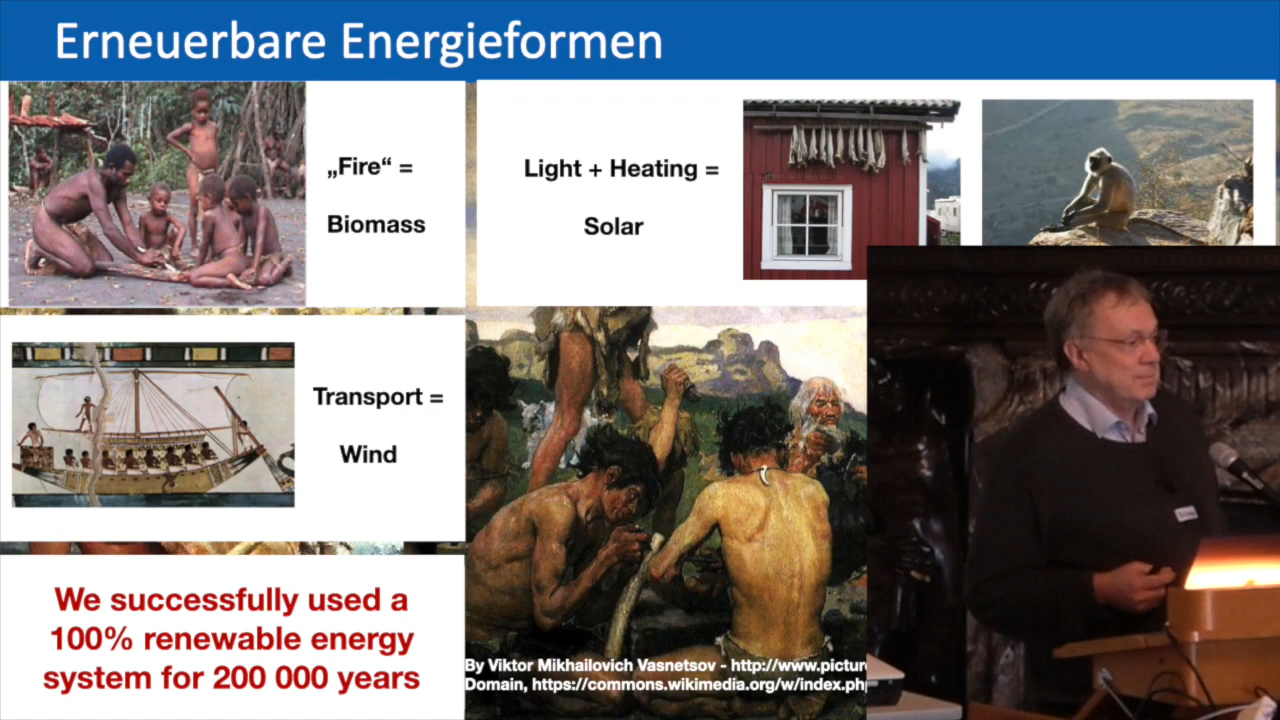 Erneuerbare Energieformen
„Fire“ =
Biomass
Light + Heating =
Solar
Transport =
Wind
We successfully used a
100% renewable energy
system for 200 000 years
By Viktor Mikhailovich Vasnetsov - http://www.picture
Domain, https://commons.wikimedia.org/w/index.ph